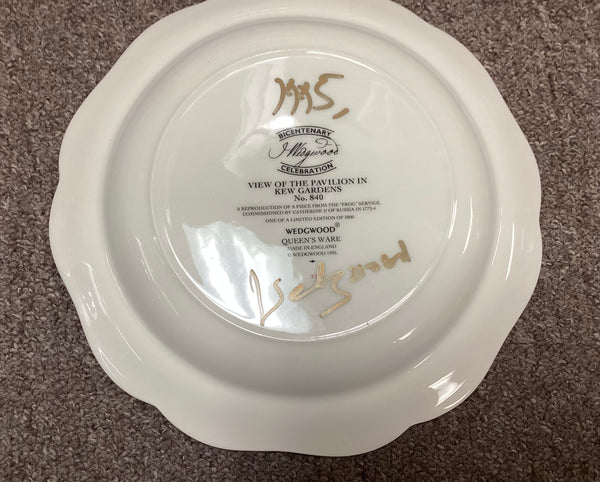 1995,
BICENTENARY
J Wedgwood
CELEBRATION
VIEW OF THE PAVILION IN
KEW GARDENS
No. 840
A REPRODUCTION OF A PIECE FROM THE "FROG" SERVICE,
COMMISSIONED BY CATHERINE II OF RUSSIA IN 1773-4
ONE OF A LIMITED EDITION OF 5000
WEDGWOOD®
QUEEN'S WARE
MADE IN ENGLAND
© WEDGWOOD 1995
Wedgwood